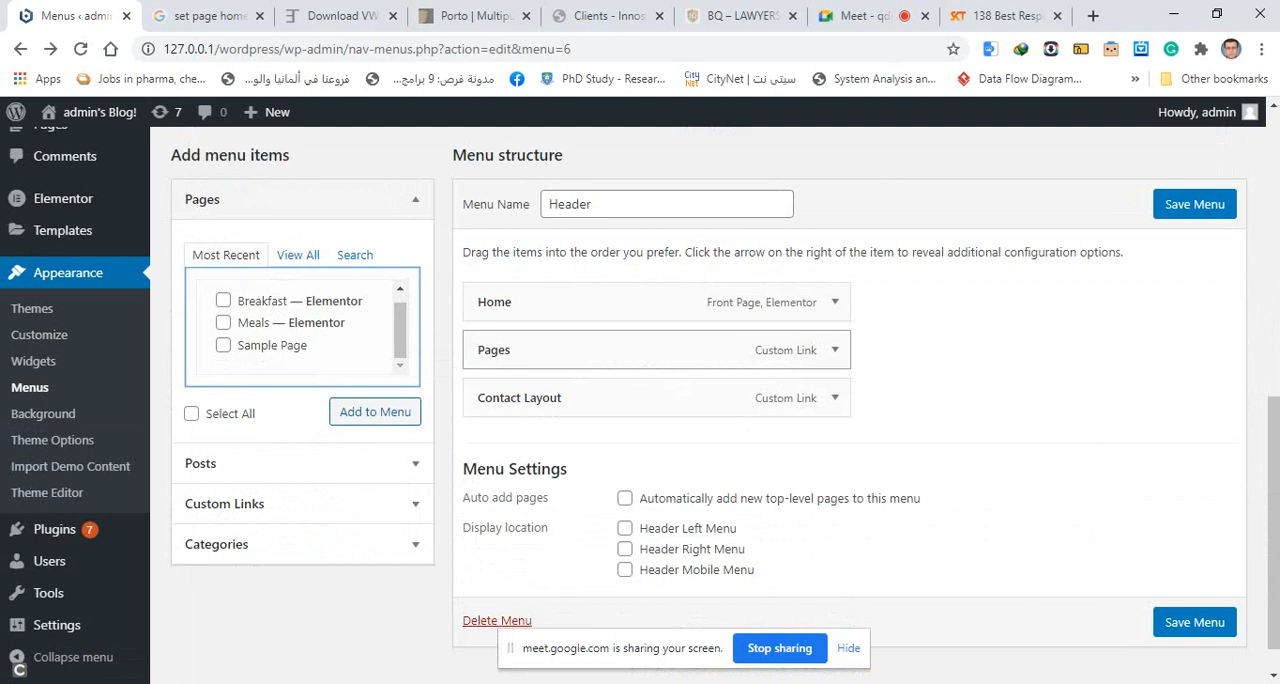 Menus ‹ admi
set page home
Download VW
Porto | Multip
Clients - Innos
BQ – LAWYERS
Meet - qd
138 Best Resp
127.0.0.1/wordpress/wp-admin/nav-menus.php?action=edit&menu=6
Apps
Jobs in pharma, che...
فروعنا في ألمانيا والو...
مدونة فرص: 9 برامج...
PhD Study - Resear...
سيتي نت | CityNet
System Analysis an...
Data Flow Diagram...
»
Other bookmarks
admin's Blog!
7
0
New
Howdy, admin
Pages
Comments
Elementor
Templates
Appearance
Themes
Customize
Widgets
Menus
Background
Theme Options
Import Demo Content
Theme Editor
Plugins 7
Users
Tools
Settings
Collapse menu
Add menu items
Pages
Most Recent
View All
Search
Breakfast — Elementor
Meals — Elementor
Sample Page
Select All
Add to Menu
Posts
Custom Links
Categories
Menu structure
Menu Name
Header
Save Menu
Drag the items into the order you prefer. Click the arrow on the right of the item to reveal additional configuration options.
Home
Front Page, Elementor
Pages
Custom Link
Contact Layout
Custom Link
Menu Settings
Auto add pages
Automatically add new top-level pages to this menu
Display location
Header Left Menu
Header Right Menu
Header Mobile Menu
Delete Menu
Save Menu
meet.google.com is sharing your screen.
Stop sharing
Hide